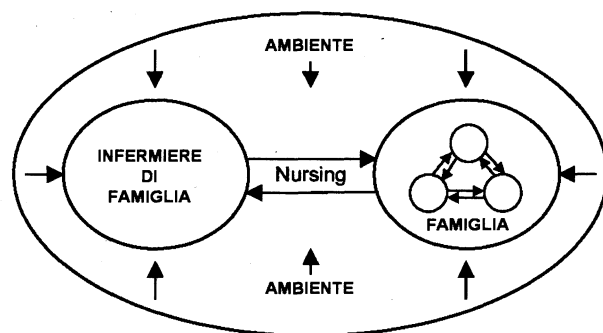 AMBIENTE
INFERMIERE
DI
FAMIGLIA
Nursing
FAMIGLIA
AMBIENTE